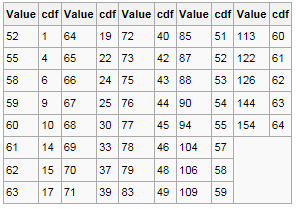 Value cdf Value cdf Value cdf Value cdf Value cdf
52 1 64 19 72 40 85 51 113 60
55 4 65 22 73 42 87 52 122 61
58 6 66 24 75 43 88 53 126 62
59 9 67 25 76 44 90 54 144 63
60 10 68 30 77 45 94 55 154 64
61 14 69 33 78 46 104 57
62 15 70 37 79 48 106 58
63 17 71 39 83 49 109 59